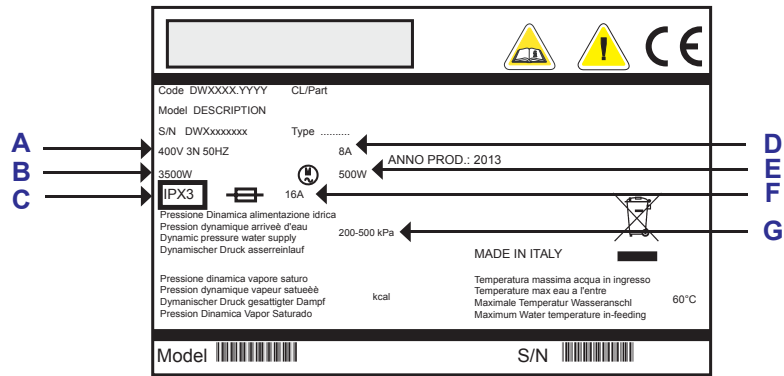 CE
Code DWXXXX.YYYY CL/Part
Model DESCRIPTION
S/N DWXxxxxxx Type ..........
A 400V 3N 50HZ 8A D
ANNO PROD.: 2013
B 3500W 500W E
C IPX3 16A F
Pressione Dinamica alimentazione idrica
Pression dynamique arriveè d'eau
Dynamic pressure water supply
Dynamischer Druck asserreinlauf
200-500 kPa G
MADE IN ITALY
Pressione dinamica vapore saturo
Pression dynamique vapeur satueèè
Dymanischer Druck gesattigter Dampf
Pression Dinamica Vapor Saturado
kcal
Temperatura massima acqua in ingresso
Temperature max eau a l'entre
Maximale Temperatur Wasseranschl
Maximum Water temperature in-feeding
60°C
Model S/N